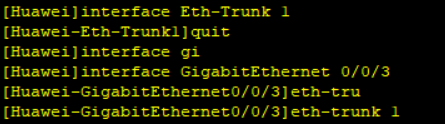 [Huawei]interface Eth-Trunk 1
[Huawei-Eth-Trunk1]quit
[Huawei]interface gi
[Huawei]interface GigabitEthernet 0/0/3
[Huawei-GigabitEthernet0/0/3]eth-tru
[Huawei-GigabitEthernet0/0/3]eth-trunk 1